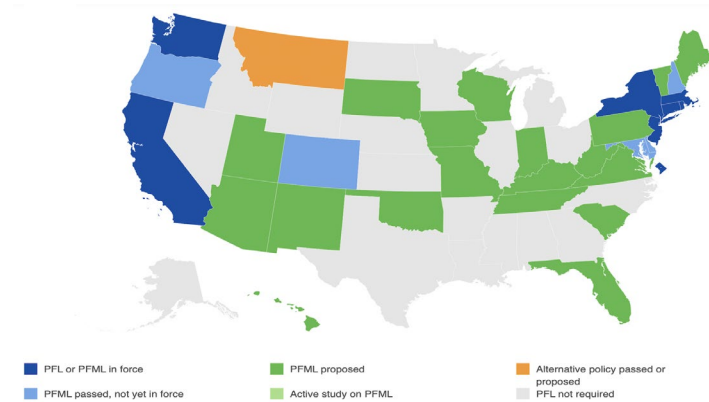 PFL or PFML in force
PFML proposed
Alternative policy passed or
proposed
PFML passed, not yet in force
Active study on PFML
PFL not required